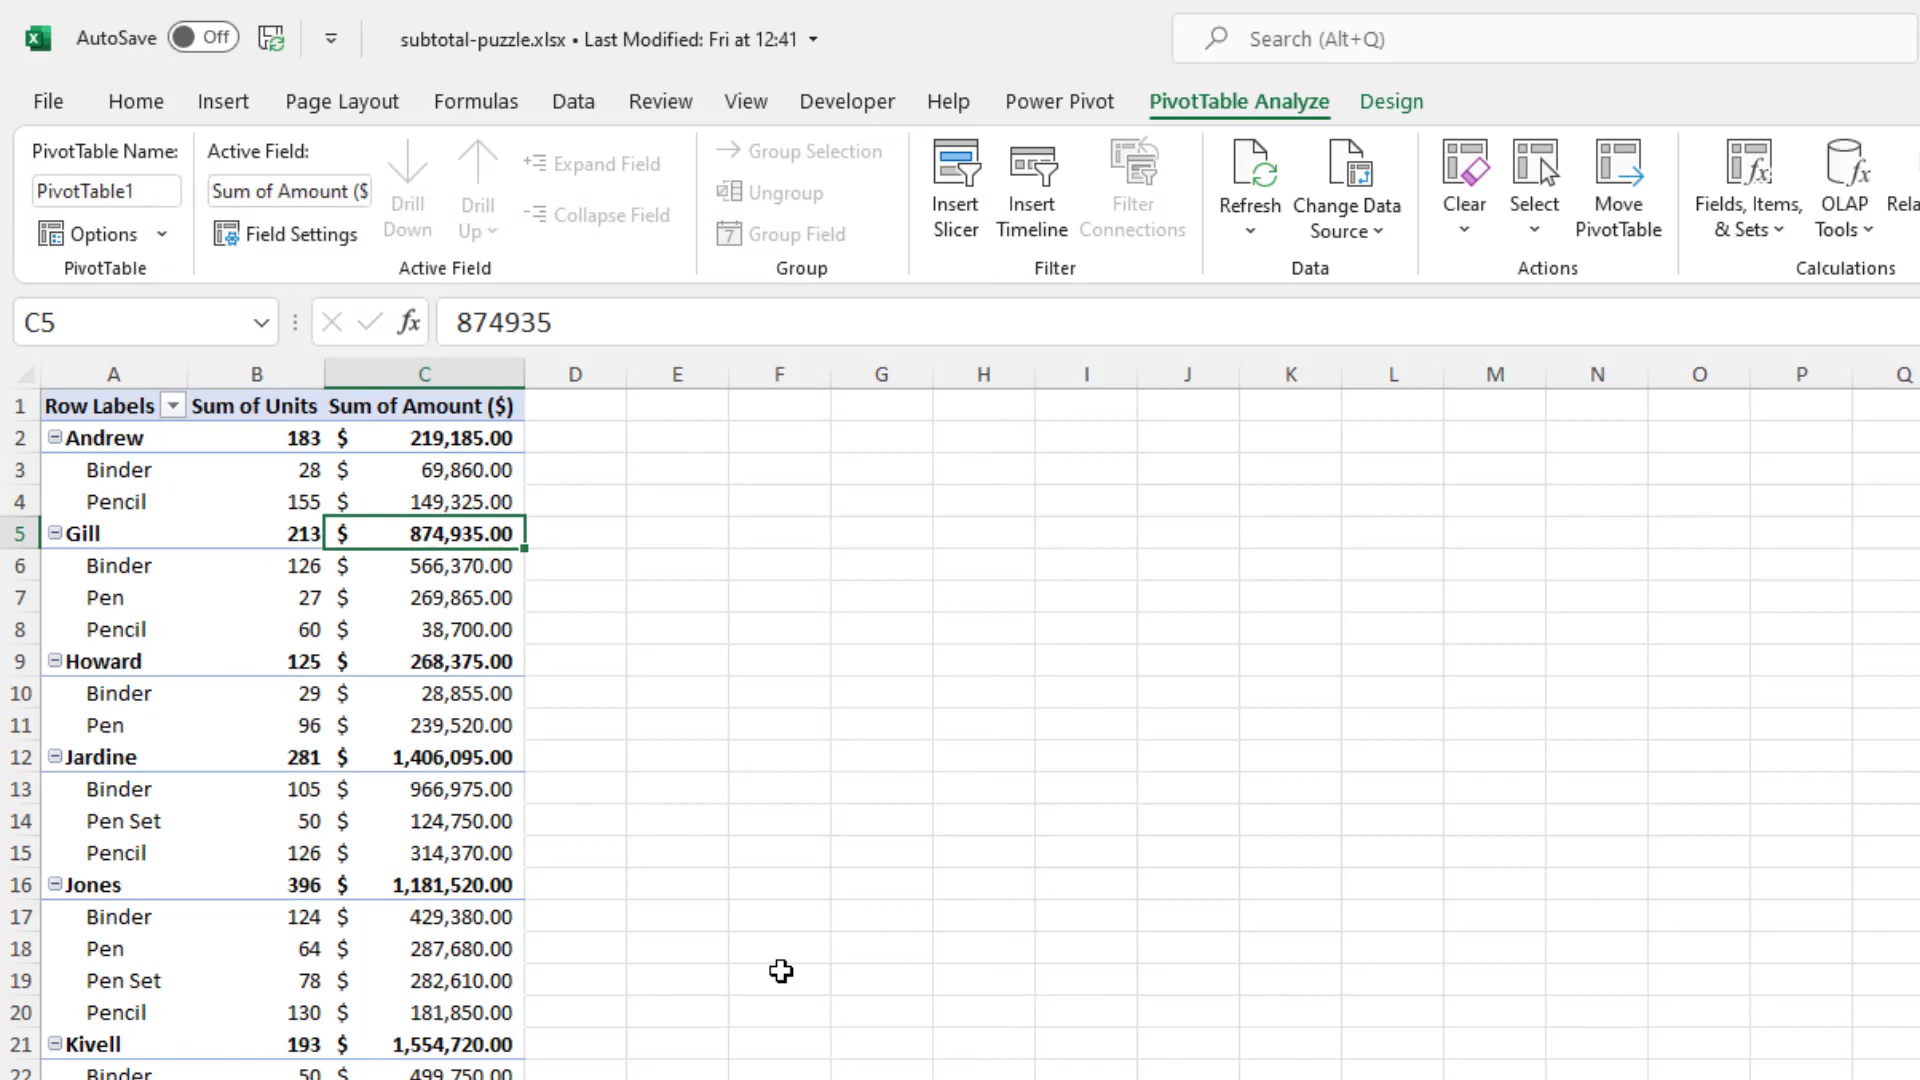 AutoSave Off subtotal-puzzle.xlsx • Last Modified: Fri at 12:41 Search (Alt+Q)
File Home Insert Page Layout Formulas Data Review View Developer Help Power Pivot PivotTable Analyze Design
PivotTable Name:
PivotTable1
Options
PivotTable
Active Field:
Sum of Amount ($
Field Settings
Drill Down
Drill Up
Expand Field
Collapse Field
Active Field
Group Selection
Ungroup
7 Group Field
Group
Insert Slicer
Insert Timeline
Filter Connections
Filter
Refresh
Change Data Source
Data
Clear
Select
Move PivotTable
Actions
Fields, Items, & Sets
OLAP Tools
Rela
Calculations
C5 fx 874935
A B C D E F G H I J K L M N O P Q
1 Row Labels Sum of Units Sum of Amount ($)
2 Andrew 183 $ 219,185.00
3 Binder 28 $ 69,860.00
4 Pencil 155 $ 149,325.00
5 Gill 213 $ 874,935.00
6 Binder 126 $ 566,370.00
7 Pen 27 $ 269,865.00
8 Pencil 60 $ 38,700.00
9 Howard 125 $ 268,375.00
10 Binder 29 $ 28,855.00
11 Pen 96 $ 239,520.00
12 Jardine 281 $ 1,406,095.00
13 Binder 105 $ 966,975.00
14 Pen Set 50 $ 124,750.00
15 Pencil 126 $ 314,370.00
16 Jones 396 $ 1,181,520.00
17 Binder 124 $ 429,380.00
18 Pen 64 $ 287,680.00
19 Pen Set 78 $ 282,610.00
20 Pencil 130 $ 181,850.00
21 Kivell 193 $ 1,554,720.00
22 Binder 50 $ 499,750.00